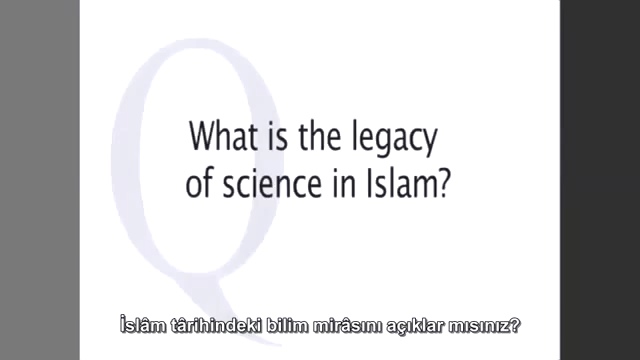 Q
What is the legacy
of science in Islam?
İslâm târihindeki bilim mirâsını açıklar mısınız?